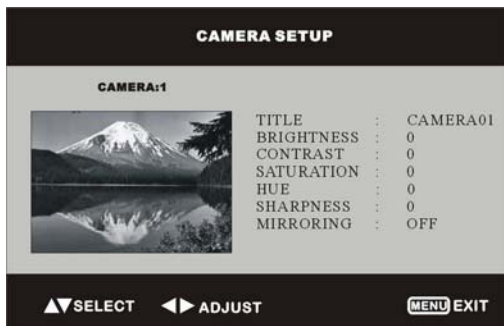 CAMERA SETUP
CAMERA:1
TITLE : CAMERA01
BRIGHTNESS : 0
CONTRAST : 0
SATURATION : 0
HUE : 0
SHARPNESS : 0
MIRRORING : OFF
▲▼SELECT ◀▶ ADJUST MENU EXIT